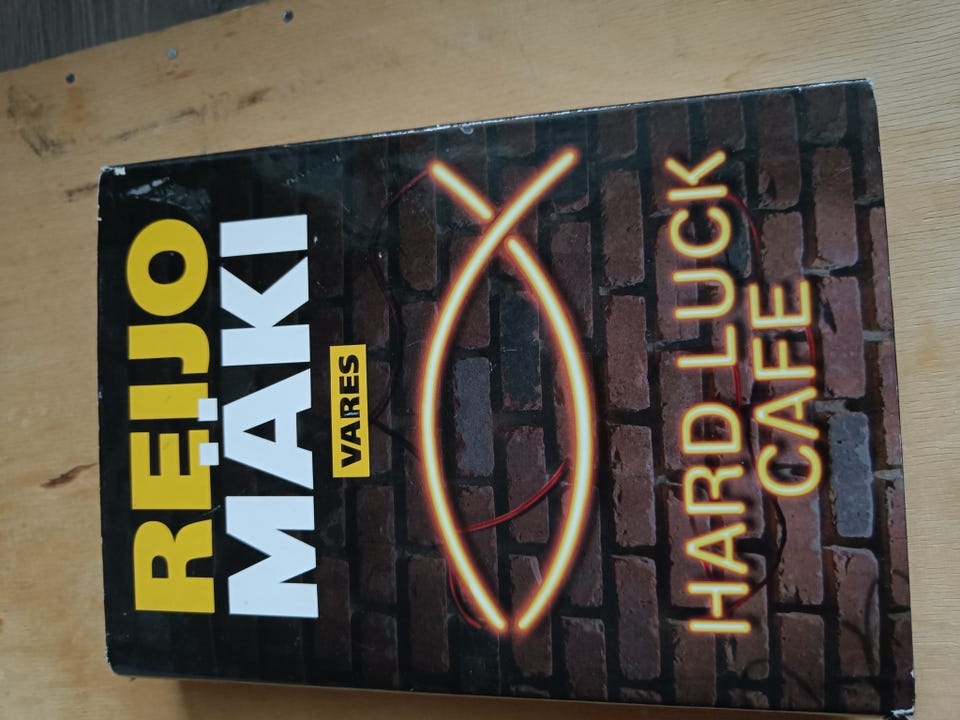 REIJO
MÄKI
VARES
HARD LUCK
CAFE